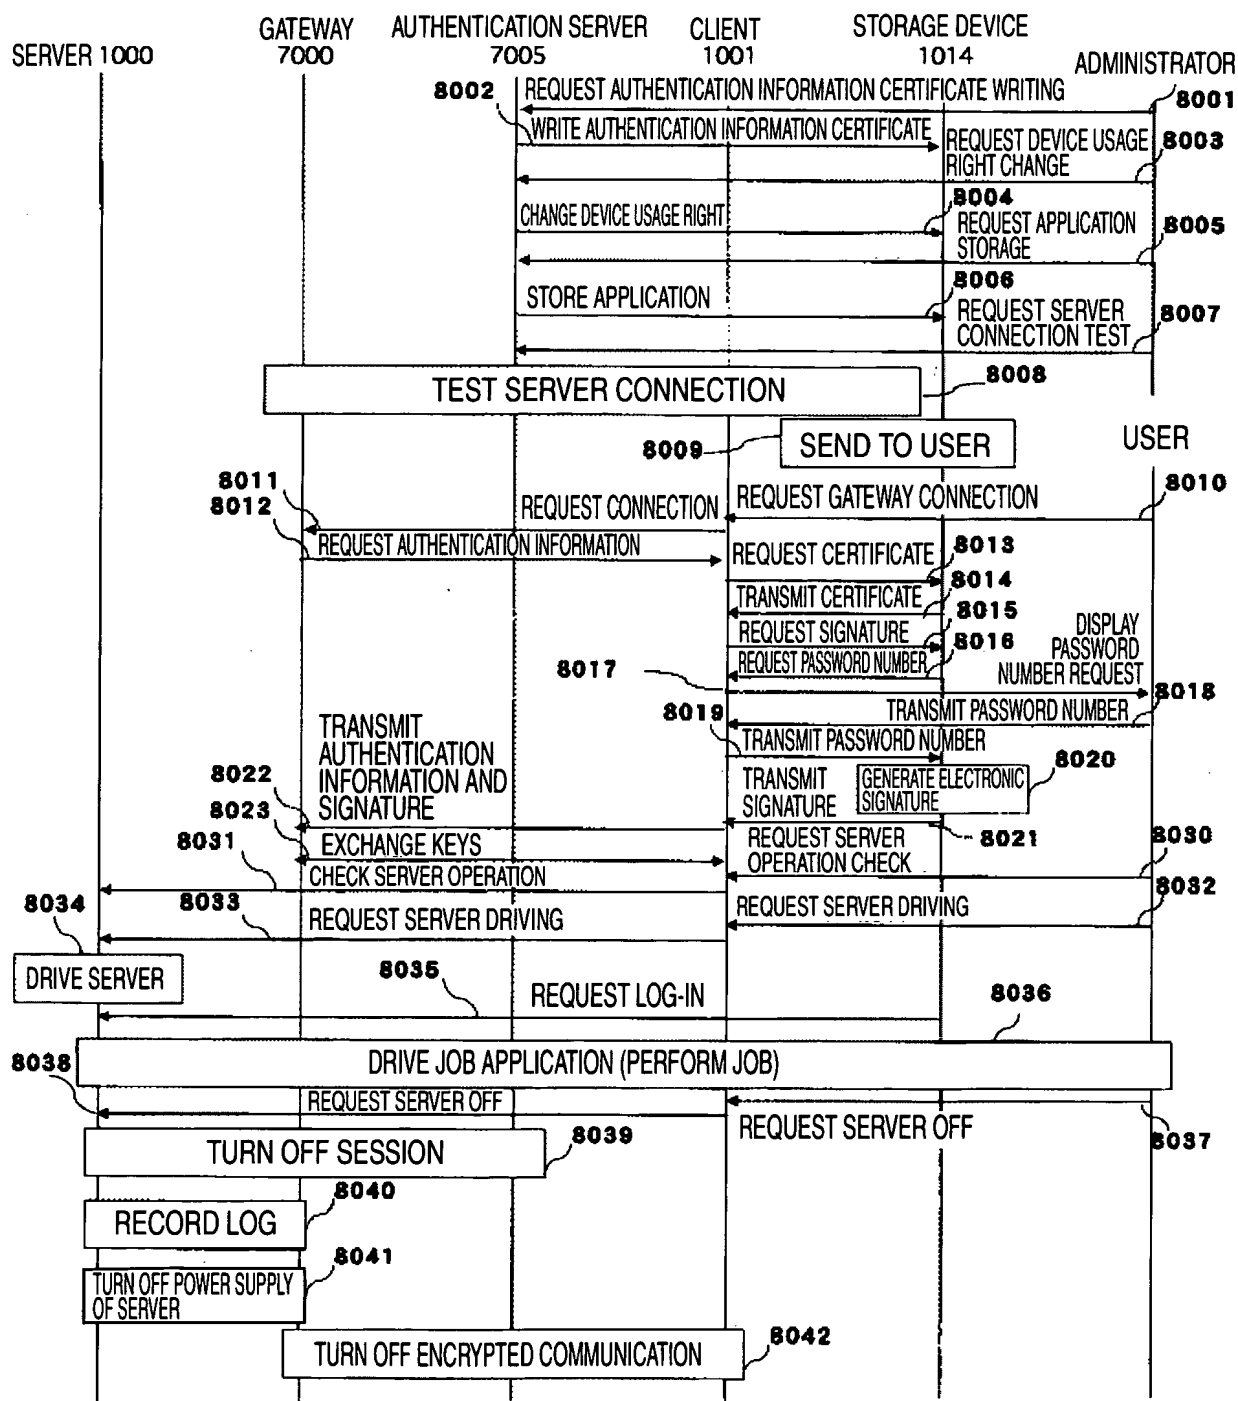 SERVER 1000
GATEWAY
7000
AUTHENTICATION SERVER
7005
CLIENT
1001
STORAGE DEVICE
1014
ADMINISTRATOR
8001
REQUEST AUTHENTICATION INFORMATION CERTIFICATE WRITING
8002
WRITE AUTHENTICATION INFORMATION CERTIFICATE
REQUEST DEVICE USAGE
RIGHT CHANGE
8003
CHANGE DEVICE USAGE RIGHT
8004
REQUEST APPLICATION
STORAGE
8005
STORE APPLICATION
8006
REQUEST SERVER
CONNECTION TEST
8007
TEST SERVER CONNECTION
8008
8009
SEND TO USER
USER
8010
REQUEST GATEWAY CONNECTION
8011
REQUEST CONNECTION
8012
REQUEST AUTHENTICATION INFORMATION
REQUEST CERTIFICATE
8013
8014
TRANSMIT CERTIFICATE
8015
REQUEST SIGNATURE
8016
REQUEST PASSWORD NUMBER
DISPLAY
PASSWORD
NUMBER REQUEST
8017
8018
TRANSMIT PASSWORD NUMBER
8019
TRANSMIT PASSWORD NUMBER
8020
GENERATE ELECTRONIC
SIGNATURE
TRANSMIT
SIGNATURE
8021
TRANSMIT
AUTHENTICATION
INFORMATION AND
SIGNATURE
8022
8023
EXCHANGE KEYS
REQUEST SERVER
OPERATION CHECK
8030
8031
CHECK SERVER OPERATION
8032
REQUEST SERVER DRIVING
8033
REQUEST SERVER DRIVING
8034
DRIVE SERVER
8035
REQUEST LOG-IN
8036
DRIVE JOB APPLICATION (PERFORM JOB)
8038
REQUEST SERVER OFF
REQUEST SERVER OFF
8037
TURN OFF SESSION
8039
8040
RECORD LOG
8041
TURN OFF POWER SUPPLY
OF SERVER
TURN OFF ENCRYPTED COMMUNICATION
8042